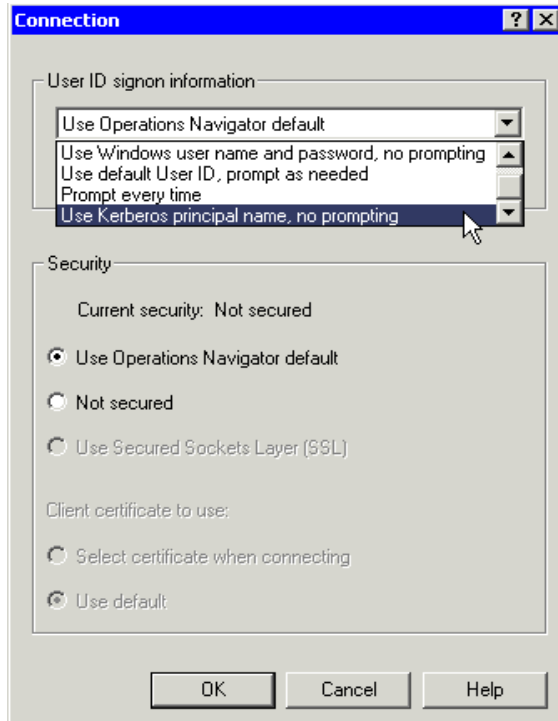 Connection
User ID signon information
Use Operations Navigator default
Use Windows user name and password, no prompting
Use default User ID, prompt as needed
Prompt every time
Use Kerberos principal name, no prompting
Security
Current security: Not secured
Use Operations Navigator default
Not secured
Use Secured Sockets Layer (SSL)
Client certificate to use:
Select certificate when connecting
Use default
OK Cancel Help